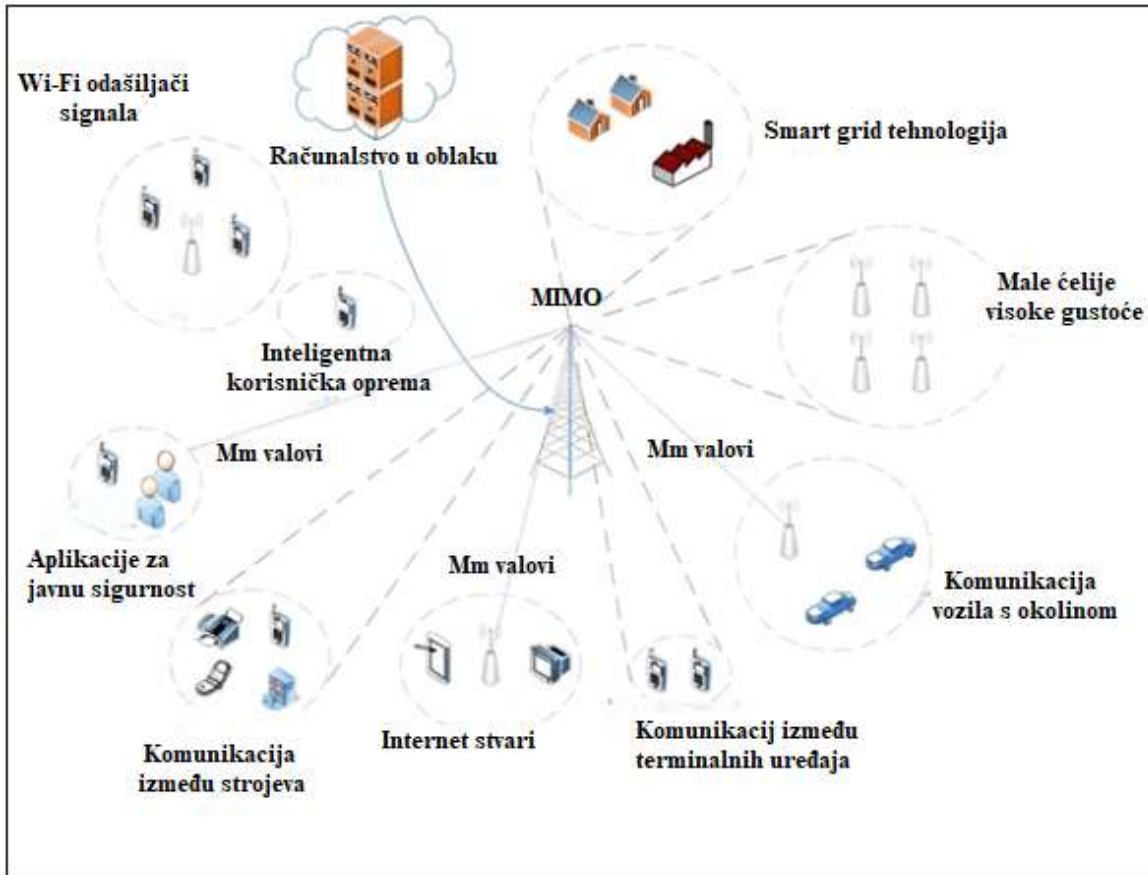 Wi-Fi odašiljači
signala
Računalstvo u oblaku
Smart grid tehnologija
MIMO
Male ćelije
visoke gustoće
Inteligentna
korisnička oprema
Mm valovi
Mm valovi
Aplikacije za
javnu sigurnost
Mm valovi
Komunikacija
vozila s okolinom
Komunikacija
između strojeva
Internet stvari
Komunikacij između
terminalnih uređaja